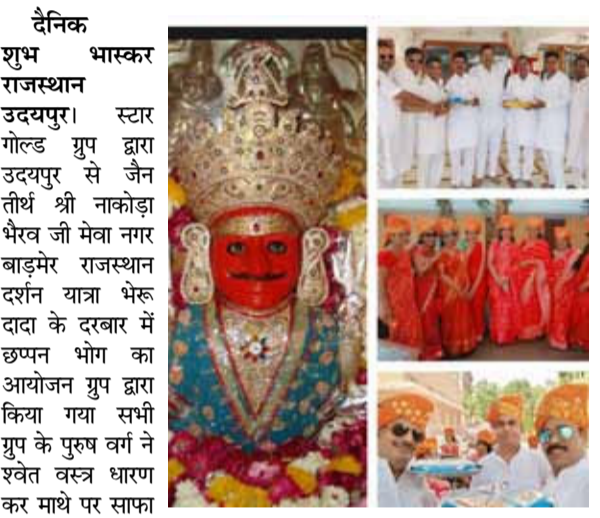 दैनिक
शुभ भास्कर
राजस्थान
उदयपुर। स्टार
गोल्ड ग्रुप द्वारा
उदयपुर से जैन
तीर्थ श्री नाकोड़ा
भैरव जी मेवा नगर
बाड़मेर राजस्थान
दर्शन यात्रा भेरू
दादा के दरबार में
छप्पन भोग का
आयोजन ग्रुप द्वारा
किया गया सभी
ग्रुप के पुरुष वर्ग ने
श्वेत वस्त्र धारण
कर माथे पर साफा